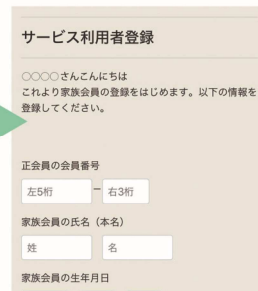 サービス利用者登録
〇〇〇〇さんこんにちは
これより家族会員の登録をはじめます。以下の情報を
登録してください。
正会員の会員番号
左5桁 － 右3桁
家族会員の氏名（本名）
姓 名
家族会員の生年月日